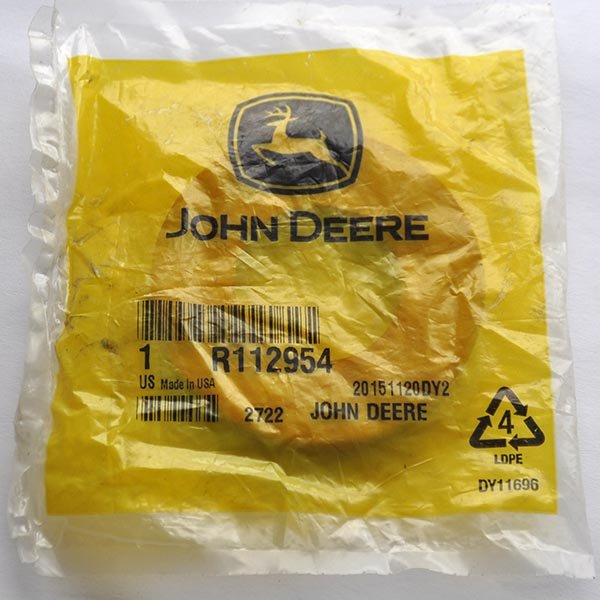 JOHN DEERE
1 R112954
US Made In USA 20151120DY2
2722 JOHN DEERE
4
LDPE
DY11696